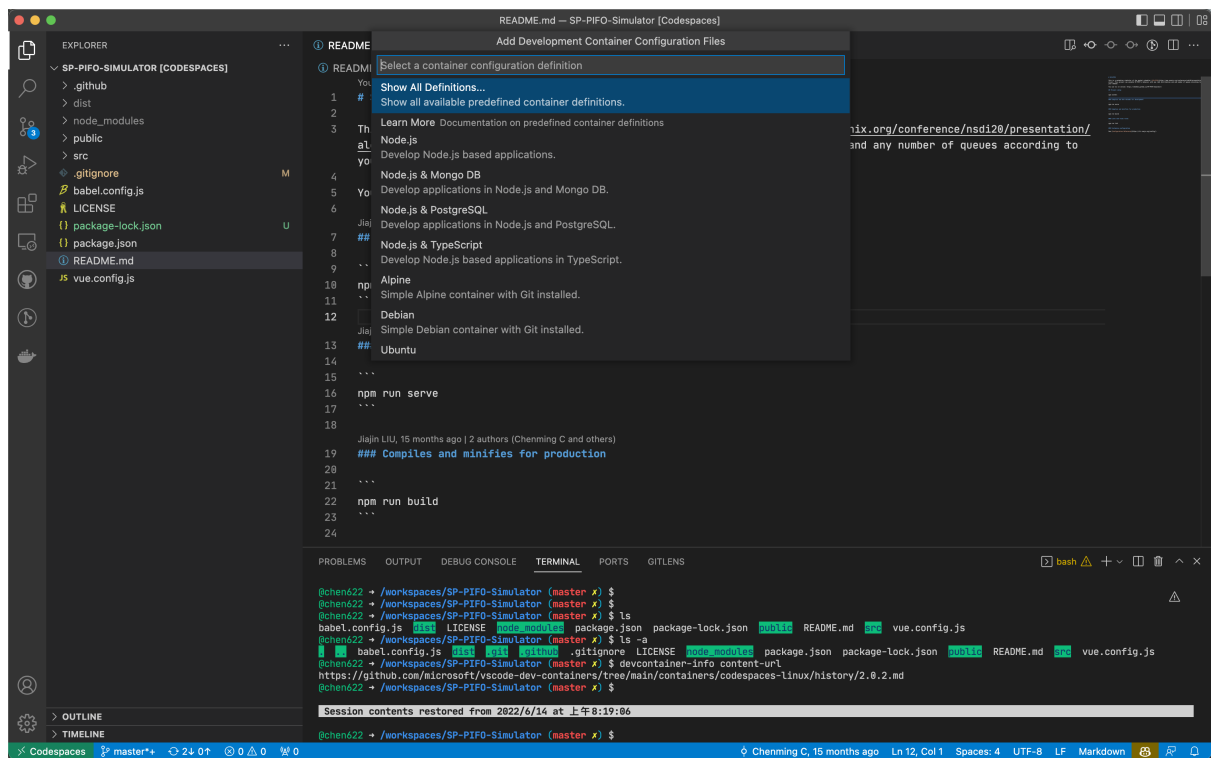 README.md — SP-PIFO-Simulator [Codespaces]
EXPLORER
SP-PIFO-SIMULATOR [CODESPACES]
.github
dist
node_modules
public
src
.gitignore M
babel.config.js
LICENSE
package-lock.json U
package.json
README.md
JS vue.config.js
OUTLINE
TIMELINE
README
READM
Add Development Container Configuration Files
Select a container configuration definition
Show All Definitions...
Show all available predefined container definitions.
Learn More Documentation on predefined container definitions
Node.js
Develop Node.js based applications.
Node.js & Mongo DB
Develop applications in Node.js and Mongo DB.
Node.js & PostgreSQL
Develop applications in Node.js and PostgreSQL.
Node.js & TypeScript
Develop Node.js based applications in TypeScript.
Alpine
Simple Alpine container with Git installed.
Debian
Simple Debian container with Git installed.
Ubuntu
You
1 #
2
3 Th nix.org/conference/nsdi20/presentation/
al and any number of queues according to
yo
4
5 Yo
6
Jiaj
7 ##
8
9 ``
10 np
11 ``
12
Jiaj
13 ##
14
15 ```
16 npm run serve
17 ```
18
Jiajin LIU, 15 months ago | 2 authors (Chenming C and others)
19 ### Compiles and minifies for production
20
21 ```
22 npm run build
23 ```
24
PROBLEMS OUTPUT DEBUG CONSOLE TERMINAL PORTS GITLENS
bash
@chen622 → /workspaces/SP-PIFO-Simulator (master ✗) $
@chen622 → /workspaces/SP-PIFO-Simulator (master ✗) $
@chen622 → /workspaces/SP-PIFO-Simulator (master ✗) $ ls
babel.config.js dist LICENSE node_modules package.json package-lock.json public README.md src vue.config.js
@chen622 → /workspaces/SP-PIFO-Simulator (master ✗) $ ls -a
. .. babel.config.js dist .git .github .gitignore LICENSE node_modules package.json package-lock.json public README.md src vue.config.js
@chen622 → /workspaces/SP-PIFO-Simulator (master ✗) $ devcontainer-info content-url
https://github.com/microsoft/vscode-dev-containers/tree/main/containers/codespaces-linux/history/2.0.2.md
@chen622 → /workspaces/SP-PIFO-Simulator (master ✗) $
Session contents restored from 2022/6/14 at 上午8:19:06
@chen622 → /workspaces/SP-PIFO-Simulator (master ✗) $
3
Codespaces master*+ 2↓ 0↑ 0 0 0
Chenming C, 15 months ago Ln 12, Col 1 Spaces: 4 UTF-8 LF Markdown